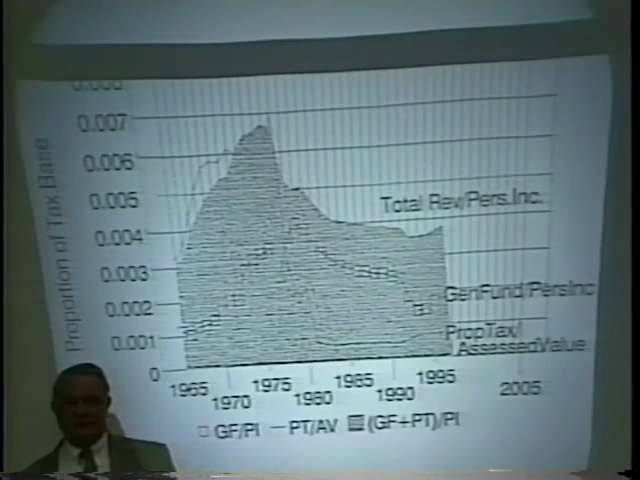 0.008
0.007
0.006
0.005
0.004
0.003
0.002
0.001
0
Proportion of Tax Base
Total Rev/Pers.Inc.
GenFund/PersInc
PropTax/
AssessedValue
1965 1970 1975 1980 1985 1990 1995 2005
GF/PI PT/AV (GF+PT)/PI